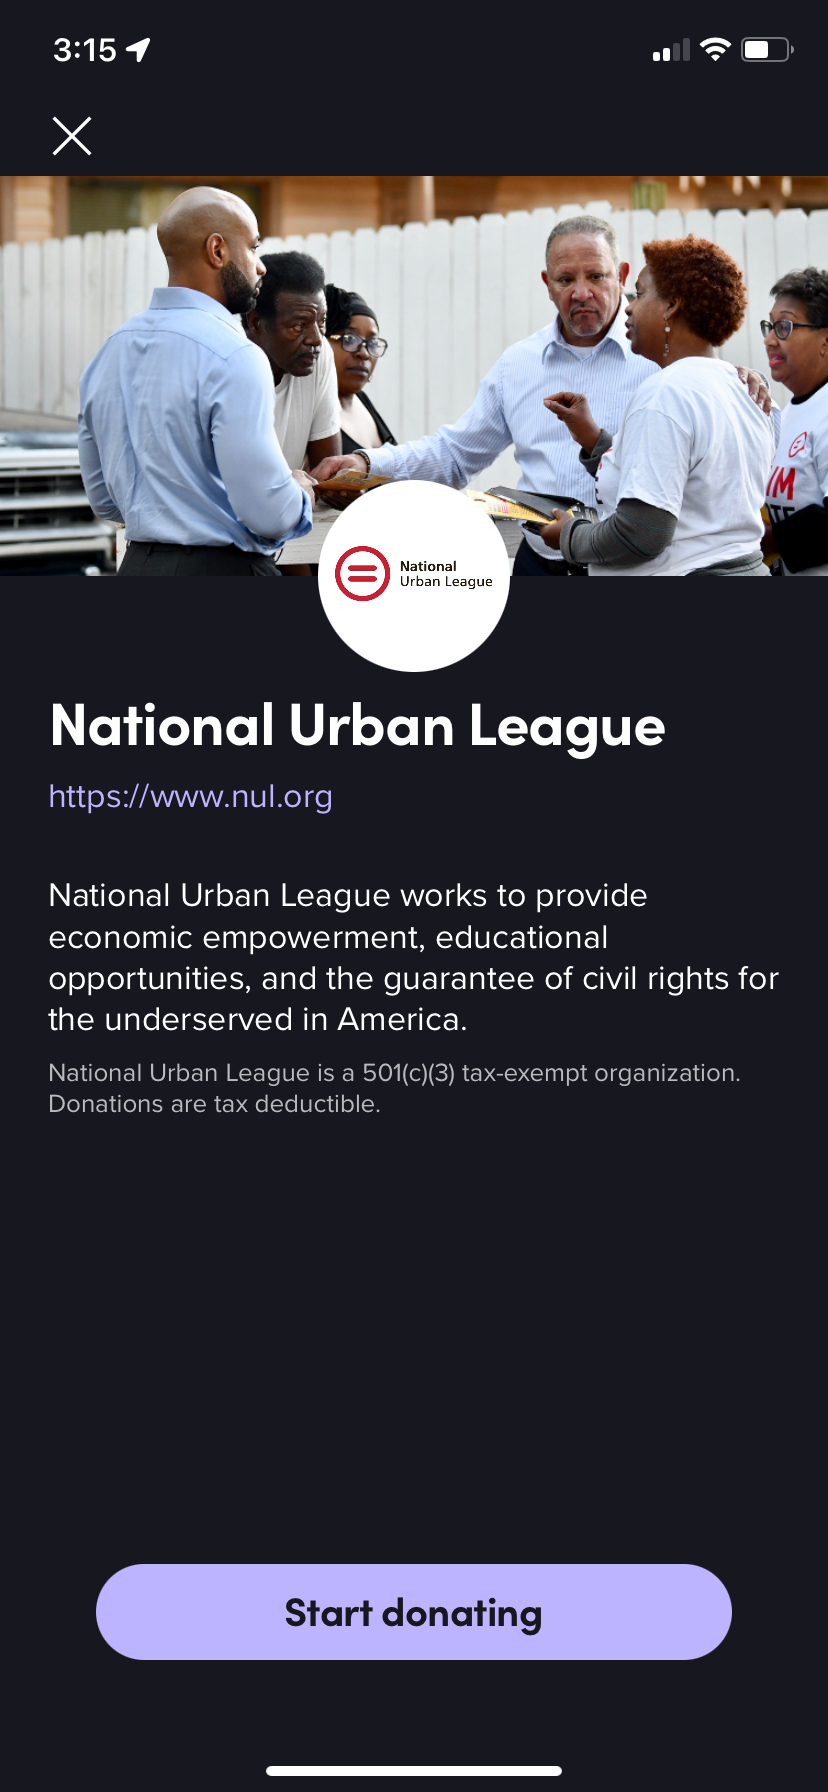 3:15
National
Urban League
National Urban League
https://www.nul.org
National Urban League works to provide
economic empowerment, educational
opportunities, and the guarantee of civil rights for
the underserved in America.
National Urban League is a 501(c)(3) tax-exempt organization.
Donations are tax deductible.
Start donating